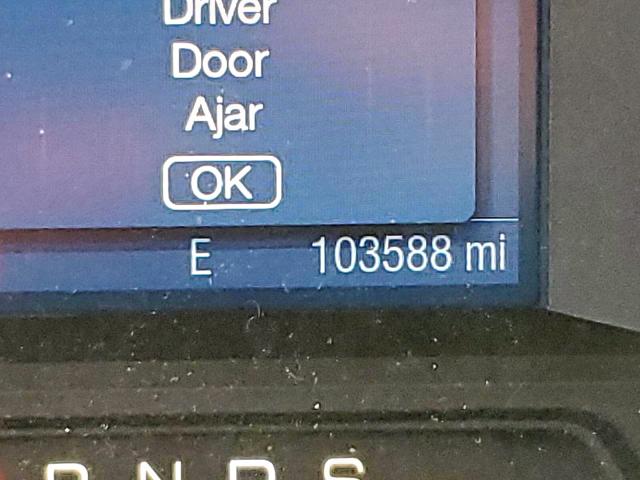 Driver
Door
Ajar
OK
E 103588 mi
R N D S